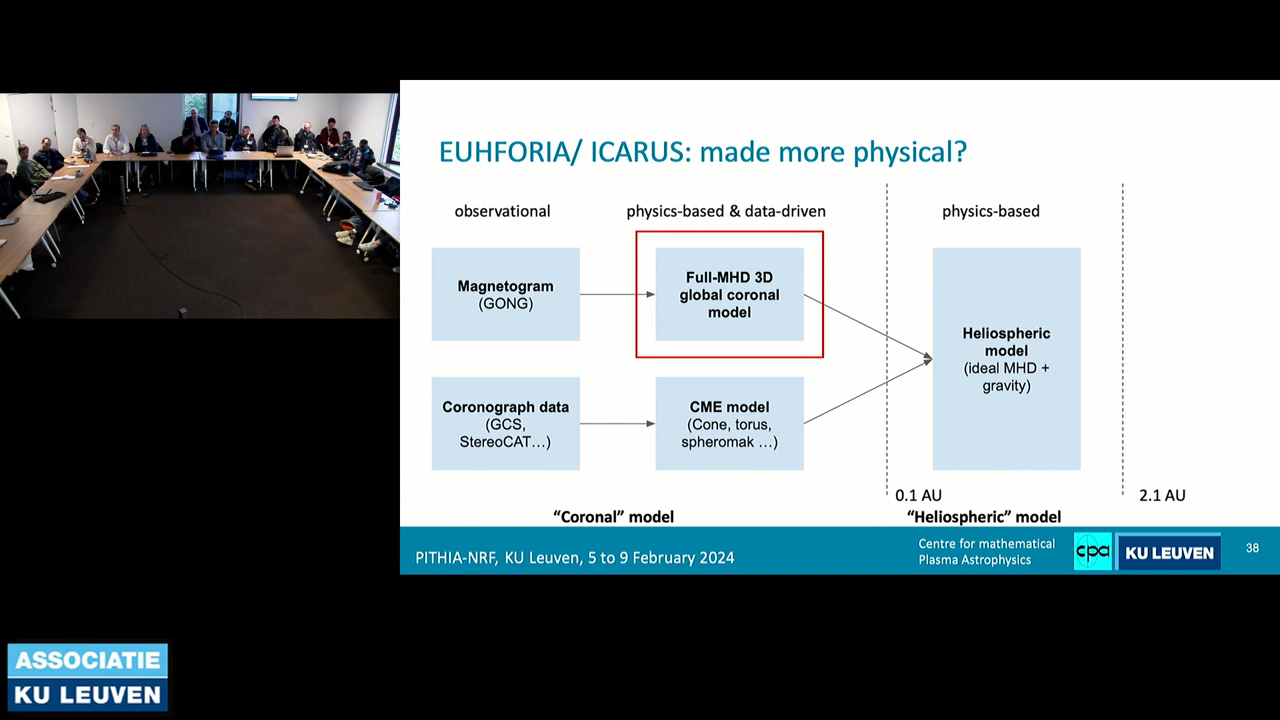 EUHFORIA/ ICARUS: made more physical?
observational
physics-based & data-driven
physics-based
Magnetogram
(GONG)
Full-MHD 3D
global coronal
model
Heliospheric
model
(ideal MHD +
gravity)
Coronograph data
(GCS,
StereoCAT…)
CME model
(Cone, torus,
spheromak …)
0.1 AU
2.1 AU
“Coronal” model
“Heliospheric” model
PITHIA-NRF, KU Leuven, 5 to 9 February 2024
Centre for mathematical
Plasma Astrophysics
cpa
KU LEUVEN
38
ASSOCIATIE
KU LEUVEN